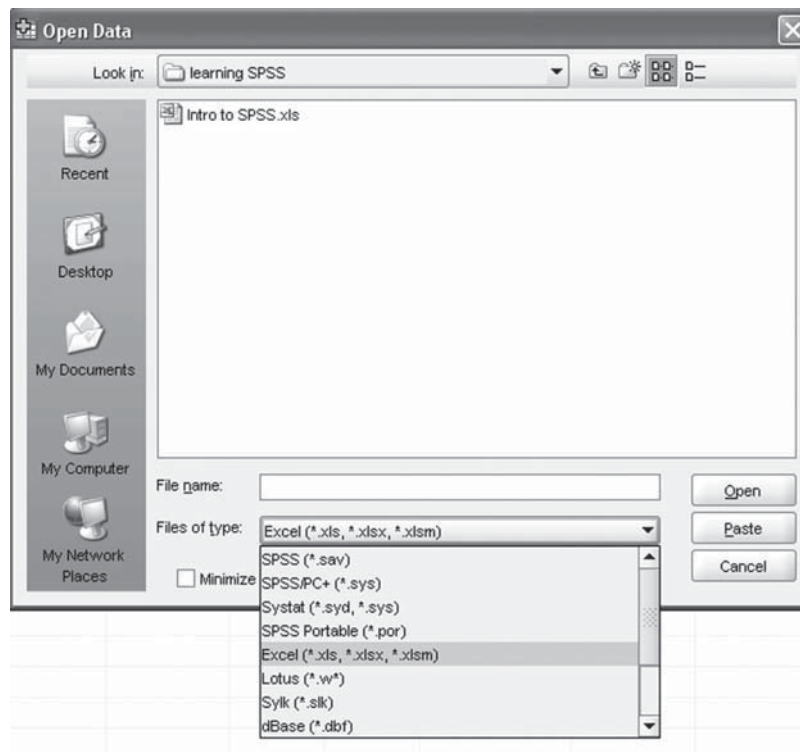 Open Data
Look in:
learning SPSS
Intro to SPSS.xls
Recent
Desktop
My Documents
My Computer
My Network
Places
File name:
Open
Files of type:
Excel (*.xls, *.xlsx, *.xlsm)
Paste
Minimize
Cancel
SPSS (*.sav)
SPSS/PC+ (*.sys)
Systat (*.syd, *.sys)
SPSS Portable (*.por)
Excel (*.xls, *.xlsx, *.xlsm)
Lotus (*.w*)
Sylk (*.slk)
dBase (*.dbf)